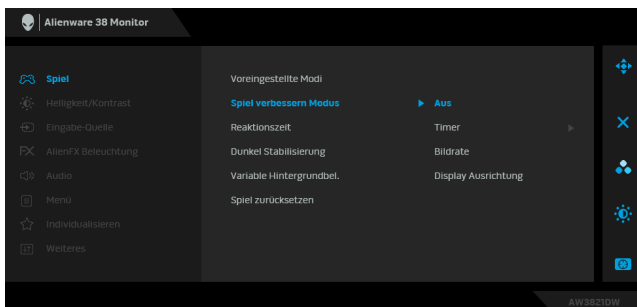 Alienware 38 Monitor
Spiel
Helligkeit/Kontrast
Eingabe-Quelle
AlienFX Beleuchtung
Audio
Menü
Individualisieren
Weiteres
Voreingestellte Modi
Spiel verbessern Modus
Reaktionszeit
Dunkel Stabilisierung
Variable Hintergrundbel.
Spiel zurücksetzen
Aus
Timer
Bildrate
Display Ausrichtung
AW3821DW